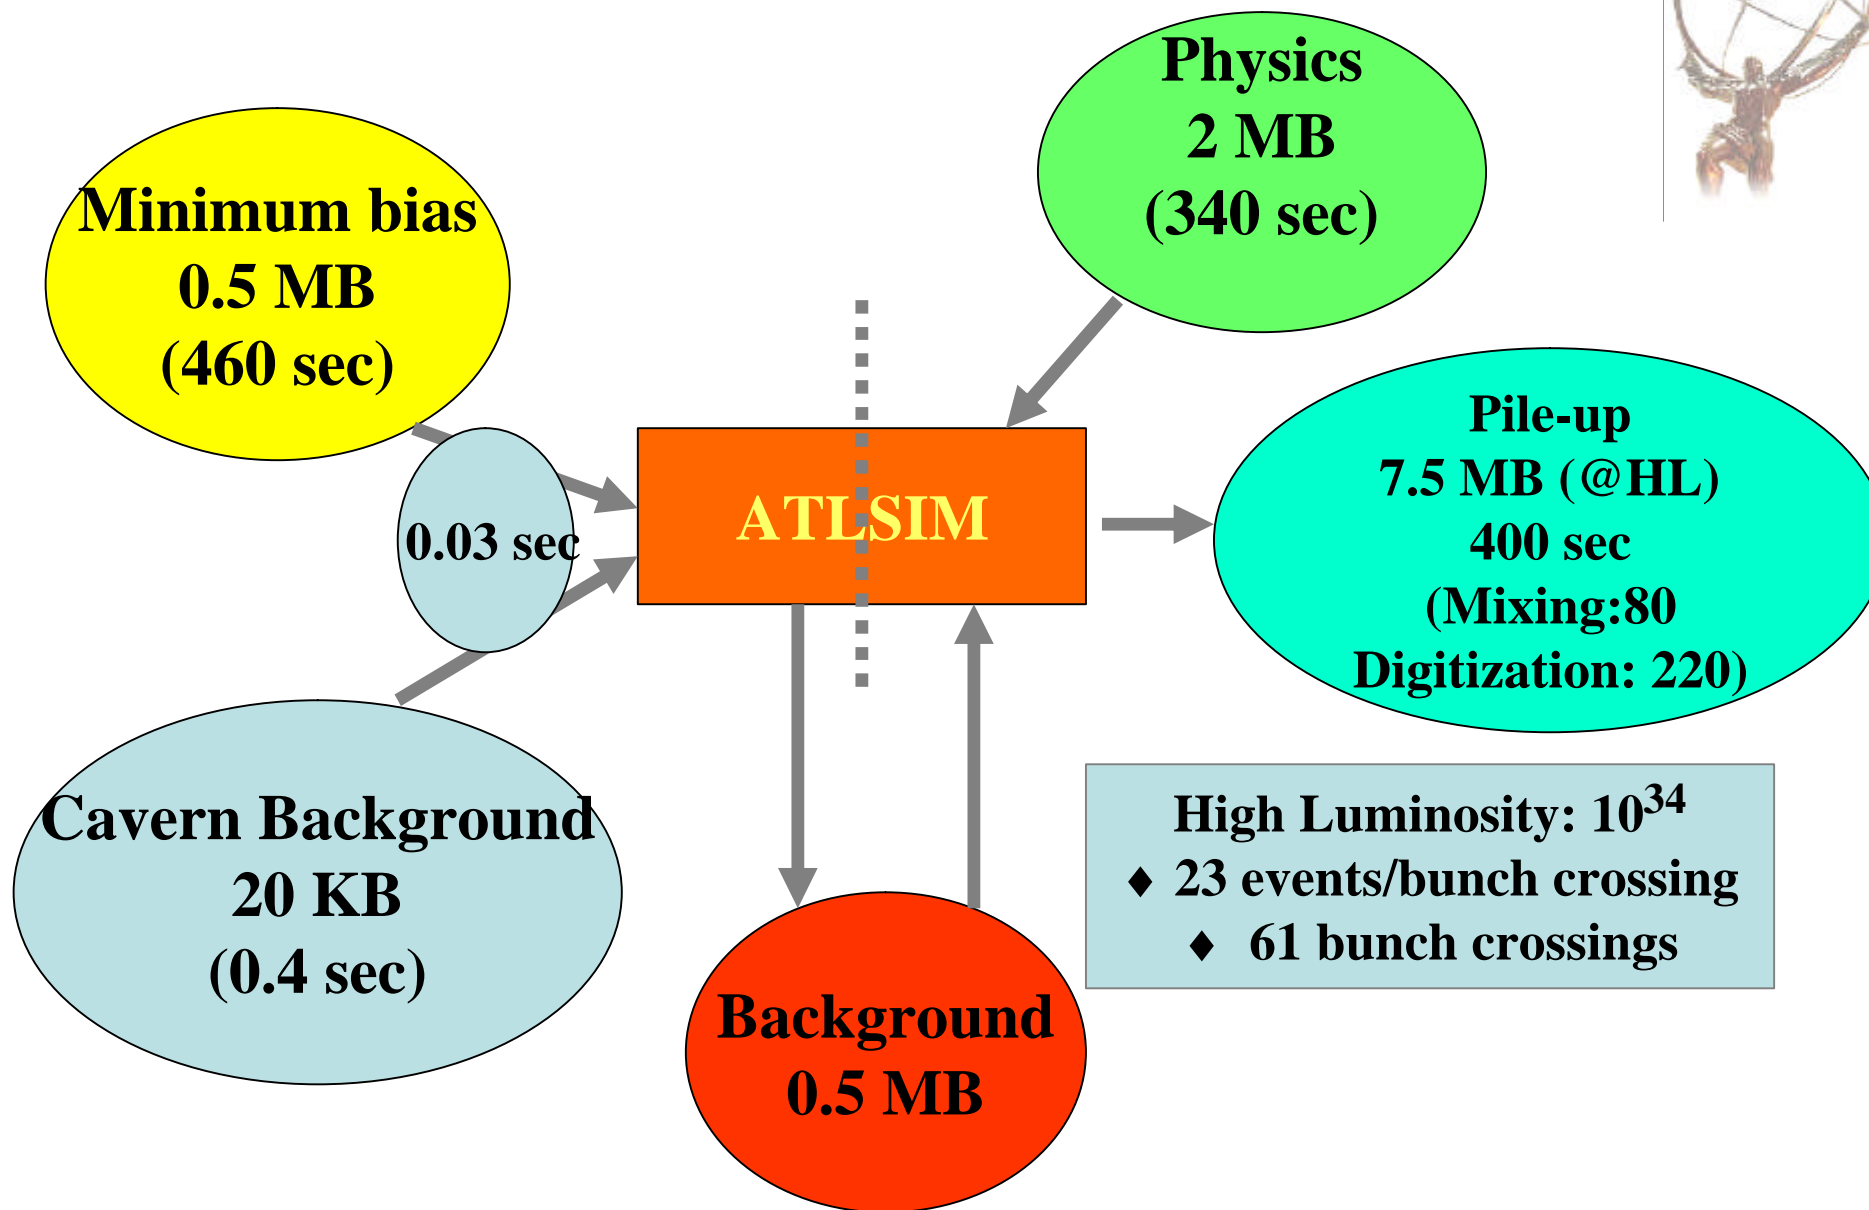 Physics
2 MB
(340 sec)
Minimum bias
0.5 MB
(460 sec)
Pile-up
7.5 MB (@HL)
400 sec
(Mixing:80
Digitization: 220)
ATLSIM
0.03 sec
Cavern Background
20 KB
(0.4 sec)
High Luminosity: 10³⁴
♦ 23 events/bunch crossing
♦ 61 bunch crossings
Background
0.5 MB